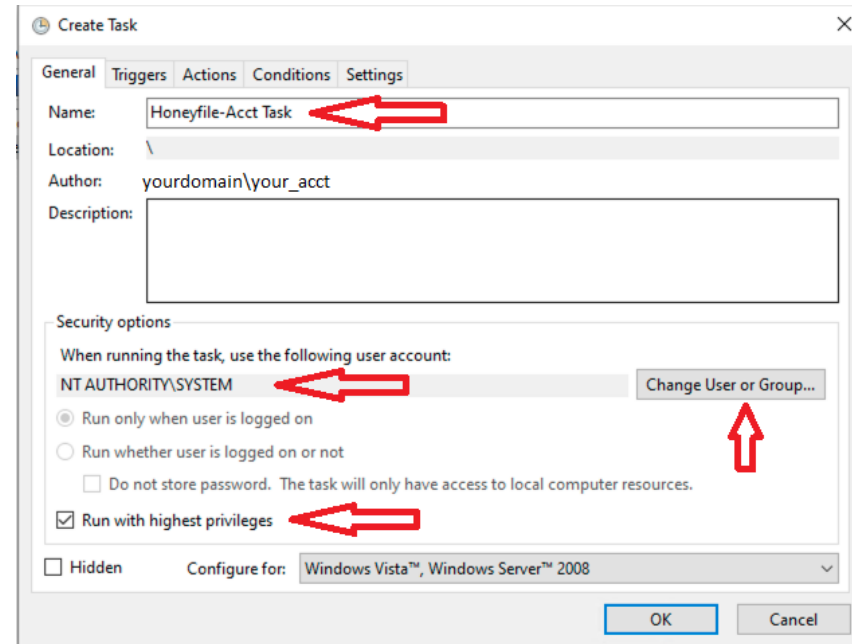 Create Task
General Triggers Actions Conditions Settings
Name: Honeyfile-Acct Task
Location: \
Author: yourdomain\your_acct
Description:
Security options
When running the task, use the following user account:
NT AUTHORITY\SYSTEM Change User or Group...
Run only when user is logged on
Run whether user is logged on or not
Do not store password. The task will only have access to local computer resources.
Run with highest privileges
Hidden Configure for: Windows Vista™, Windows Server™ 2008
OK Cancel